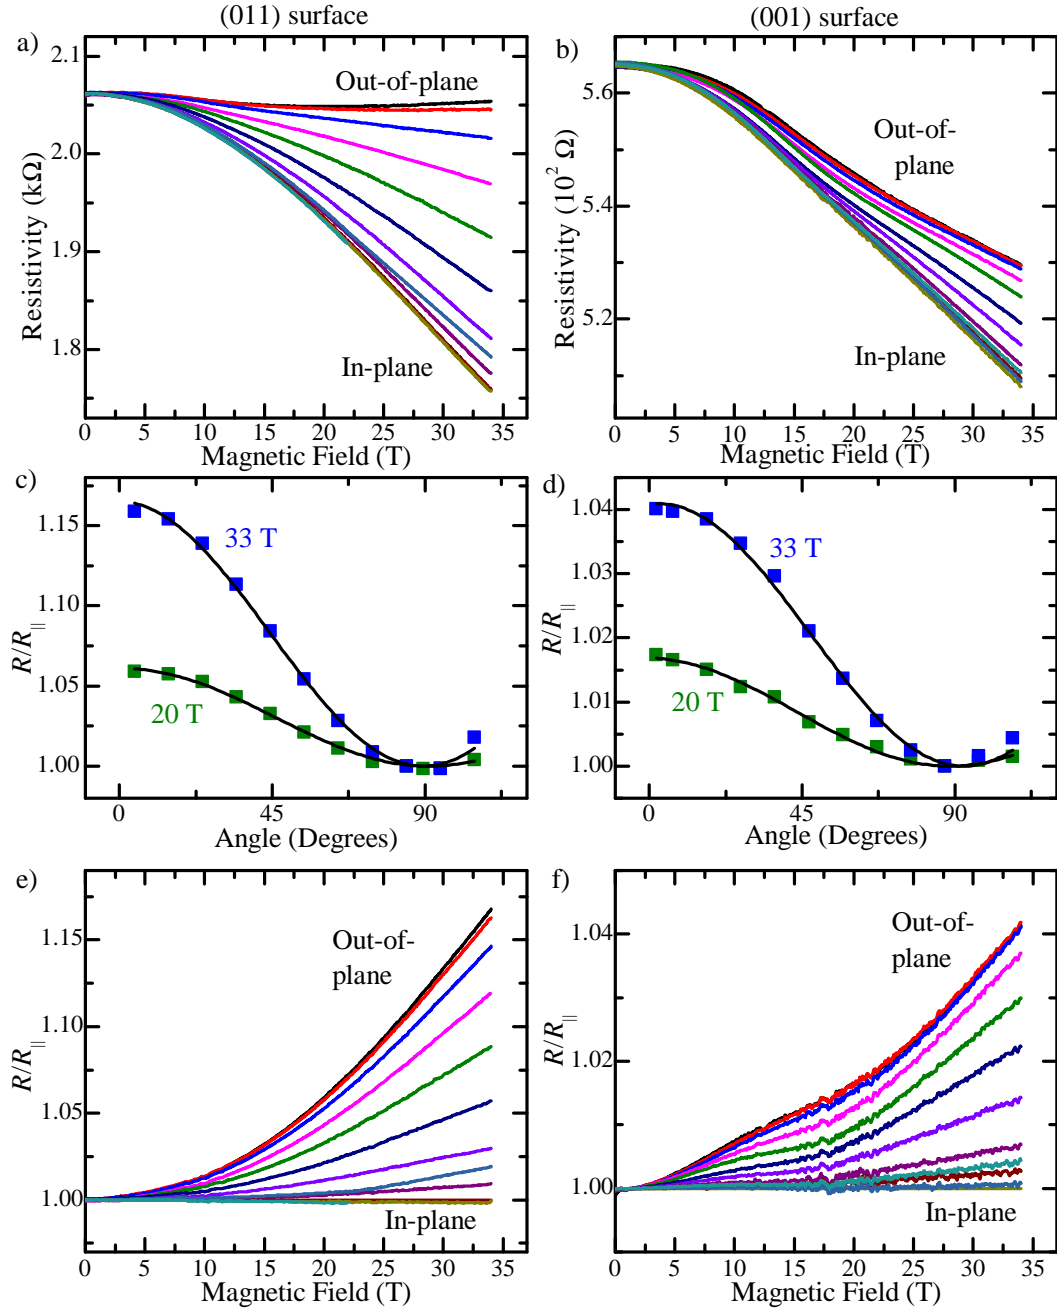 (011) surface
(001) surface
a)
2.1
2.0
1.9
1.8
Resistivity (kΩ)
Out-of-plane
In-plane
0 5 10 15 20 25 30 35
Magnetic Field (T)
b)
5.6
5.4
5.2
Resistivity (10² Ω)
Out-of-
plane
In-plane
0 5 10 15 20 25 30 35
Magnetic Field (T)
c)
1.15
1.10
1.05
1.00
R/R||
33 T
20 T
0 45 90
Angle (Degrees)
d)
1.04
1.03
1.02
1.01
1.00
R/R||
33 T
20 T
0 45 90
Angle (Degrees)
e)
1.15
1.10
1.05
1.00
R/R||
Out-of-
plane
In-plane
0 5 10 15 20 25 30 35
Magnetic Field (T)
f)
1.04
1.02
1.00
R/R||
Out-of-
plane
In-plane
0 5 10 15 20 25 30 35
Magnetic Field (T)